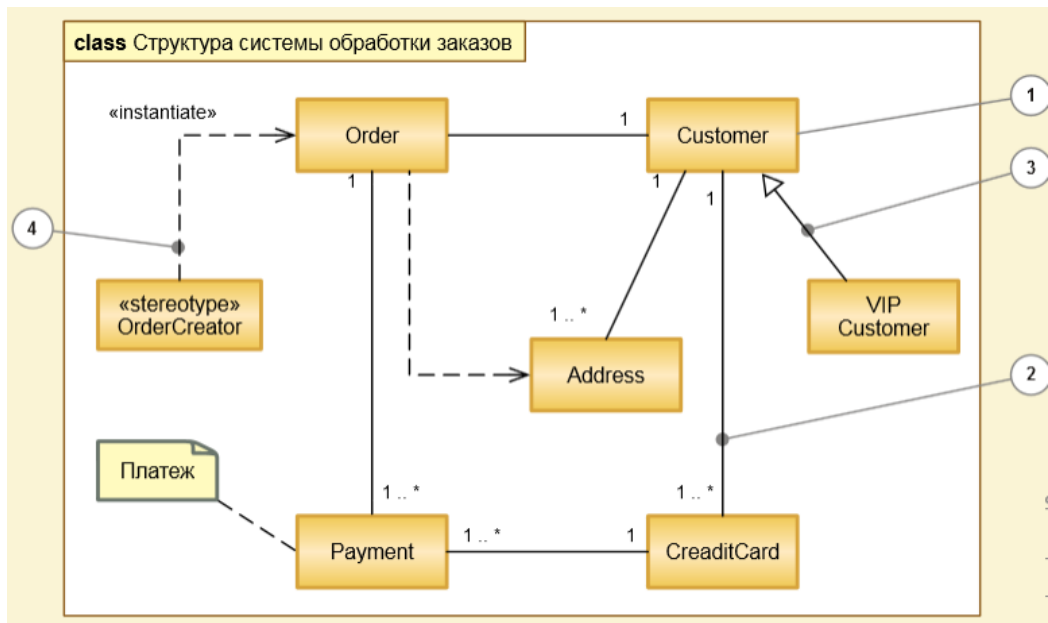 class Структура системы обработки заказов
«instantiate»
1
Order
1
Customer
3
1
1
1
4
«stereotype»
OrderCreator
VIP
Customer
1 .. *
Address
2
Платеж
1 .. *
1 .. *
1 .. *
1
Payment
CreaditCard